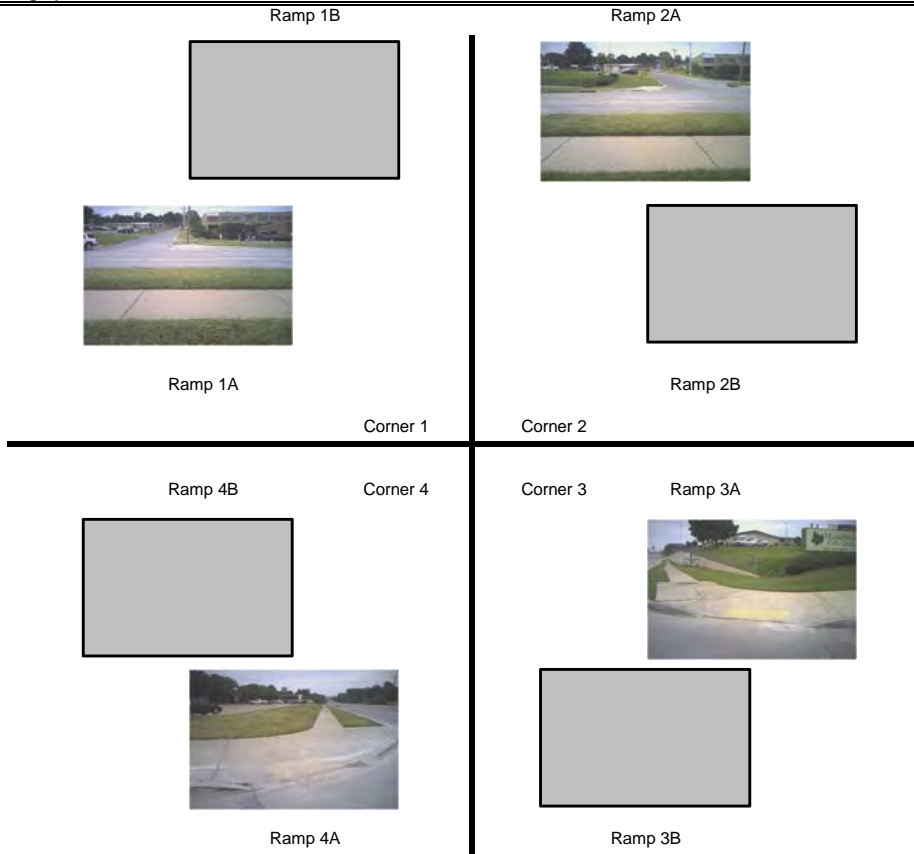 Ramp 1B
Ramp 2A
Ramp 1A
Ramp 2B
Corner 1
Corner 2
Ramp 4B
Corner 4
Corner 3
Ramp 3A
Ramp 4A
Ramp 3B